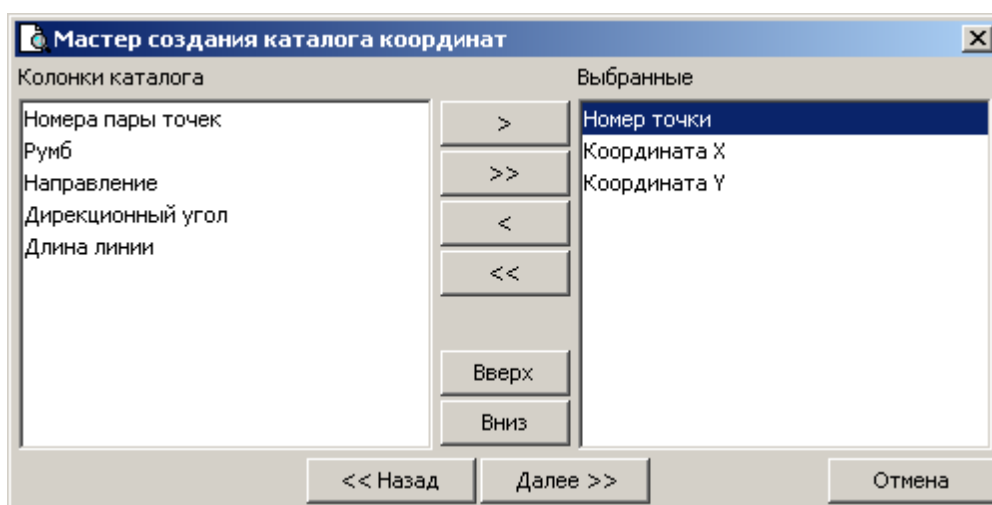 Мастер создания каталога координат
Колонки каталога
Выбранные
Номера пары точек
Румб
Направление
Дирекционный угол
Длина линии
>
>>
<
<<
Вверх
Вниз
Номер точки
Координата X
Координата Y
<< Назад
Далее >>
Отмена